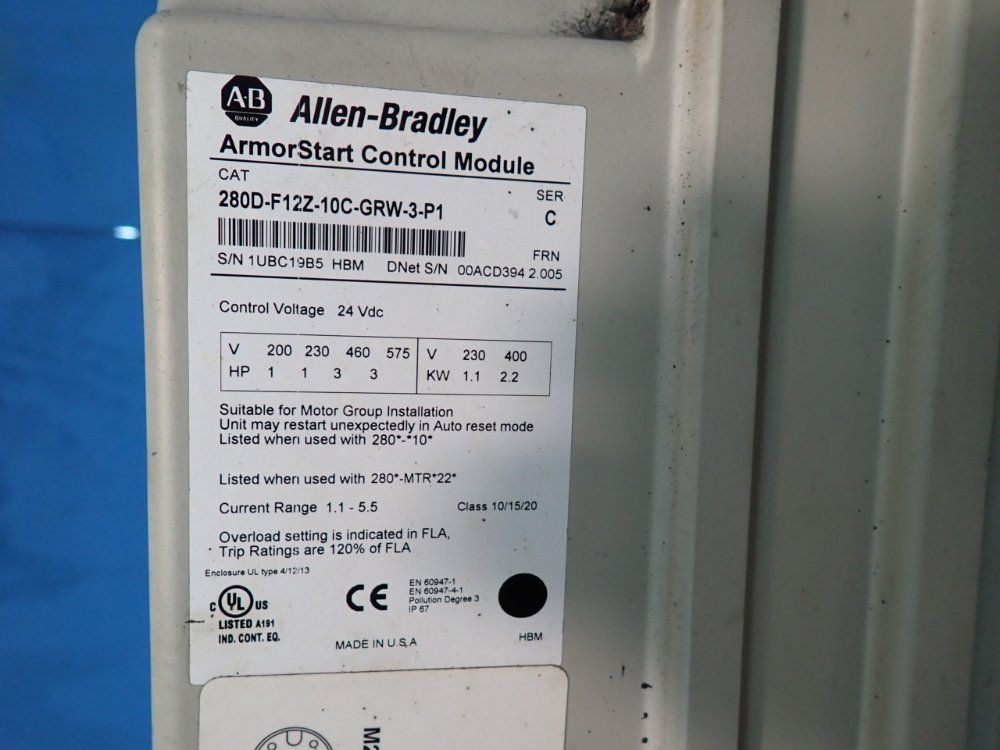 A·B
QUALITY
Allen-Bradley
ArmorStart Control Module
CAT
SER
280D-F12Z-10C-GRW-3-P1
C
FRN
S/N 1UBC19B5 HBM DNet S/N 00ACD394 2.005
Control Voltage 24 Vdc
V 200 230 460 575 V 230 400
HP 1 1 3 3 KW 1.1 2.2
Suitable for Motor Group Installation
Unit may restart unexpectedly in Auto reset mode
Listed when used with 280*-*10*
Listed when used with 280*-MTR*22*
Current Range 1.1 - 5.5 Class 10/15/20
Overload setting is indicated in FLA,
Trip Ratings are 120% of FLA
Enclosure UL type 4/12/13
C UL US
LISTED A191
IND. CONT. EQ.
CE
EN 60947-1
EN 60947-4-1
Pollution Degree 3
IP 67
MADE IN U.S.A
HBM